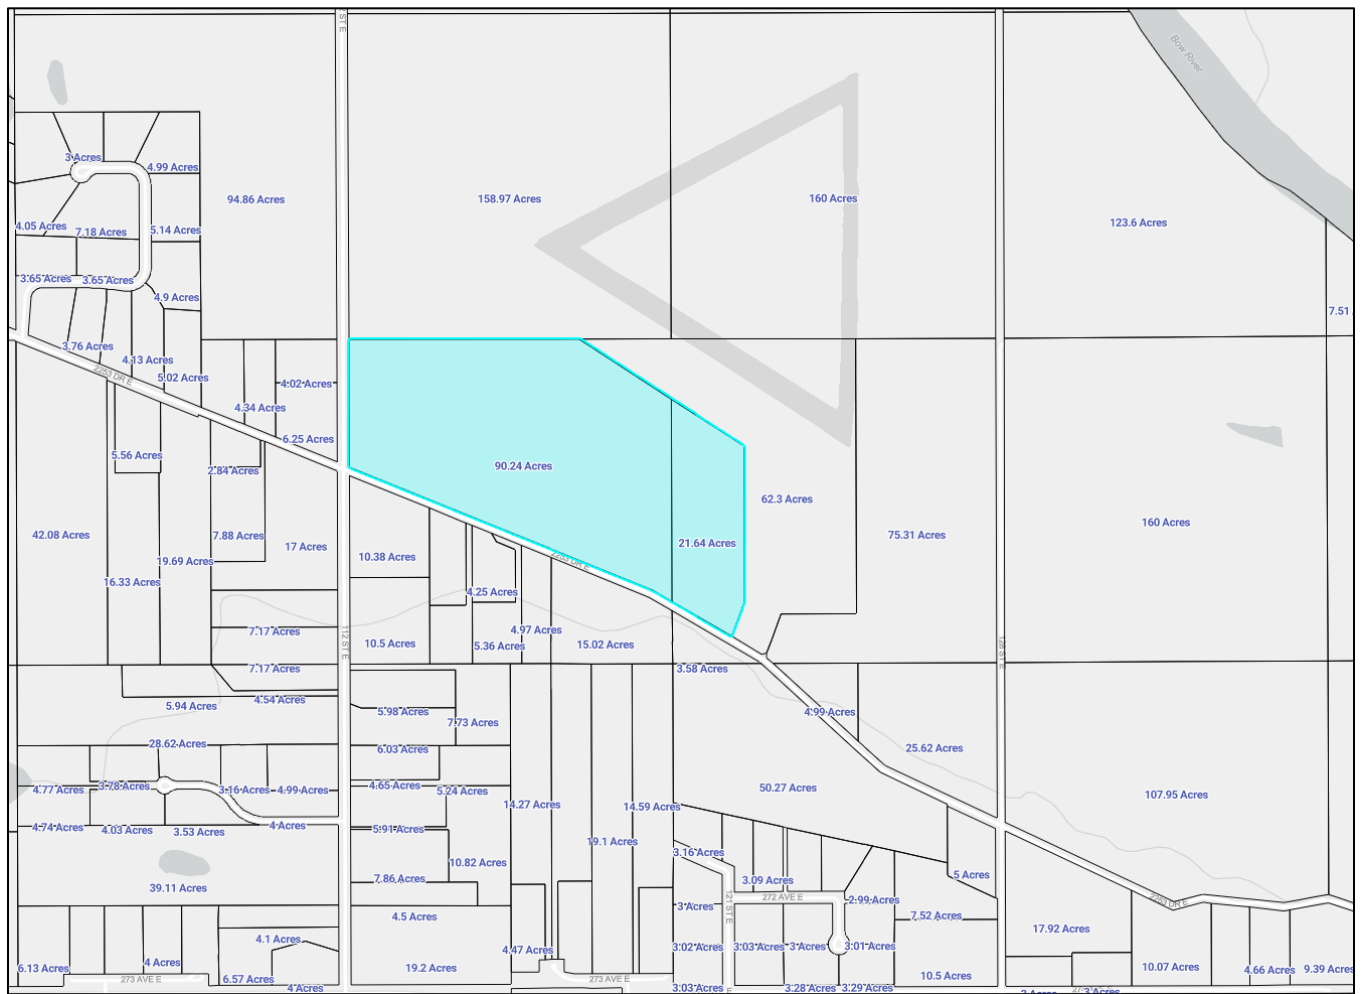 ST E
Bow River
3 Acres
4.99 Acres
94.86 Acres
158.97 Acres
160 Acres
123.6 Acres
4.05 Acres
7.18 Acres
5.14 Acres
3.65 Acres
3.65 Acres
4.9 Acres
7.51
3.76 Acres
4.13 Acres
5.02 Acres
2253 DR E
4.02 Acres
4.34 Acres
6.25 Acres
5.56 Acres
2.84 Acres
90.24 Acres
62.3 Acres
160 Acres
42.08 Acres
7.88 Acres
17 Acres
21.64 Acres
75.31 Acres
10.38 Acres
2253 DR E
19.69 Acres
16.33 Acres
4.25 Acres
7.17 Acres
112 ST E
10.5 Acres
5.36 Acres
4.97 Acres
15.02 Acres
128 ST E
7.17 Acres
3.58 Acres
5.94 Acres
4.54 Acres
5.98 Acres
7.73 Acres
4.99 Acres
28.62 Acres
6.03 Acres
25.62 Acres
4.77 Acres
3.78 Acres
3.16 Acres
4.99 Acres
4.65 Acres
5.24 Acres
50.27 Acres
107.95 Acres
14.27 Acres
14.59 Acres
4.74 Acres
4.03 Acres
3.53 Acres
4 Acres
5.91 Acres
19.1 Acres
3.16 Acres
10.82 Acres
39.11 Acres
7.86 Acres
3.09 Acres
5 Acres
272 AVE E
2.99 Acres
2253 DR E
121 ST E
3 Acres
4.5 Acres
7.52 Acres
17.92 Acres
4.1 Acres
4.47 Acres
3.02 Acres
3.03 Acres
3 Acres
3.01 Acres
6.13 Acres
4 Acres
19.2 Acres
10.5 Acres
10.07 Acres
4.66 Acres
9.39 Acres
273 AVE E
6.57 Acres
273 AVE E
4 Acres
3.03 Acres
3.28 Acres
3.29 Acres
3 Acres